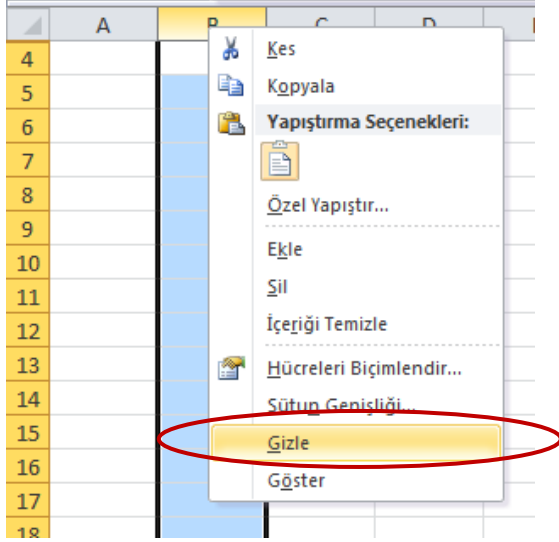 A B C D
4
Kes
5
Kopyala
6
Yapıştırma Seçenekleri:
7
8
Özel Yapıştır...
9
Ekle
10
Sil
11
İçeriği Temizle
12
13
Hücreleri Biçimlendir...
14
Sütun Genişliği...
15
Gizle
16
Göster
17
18